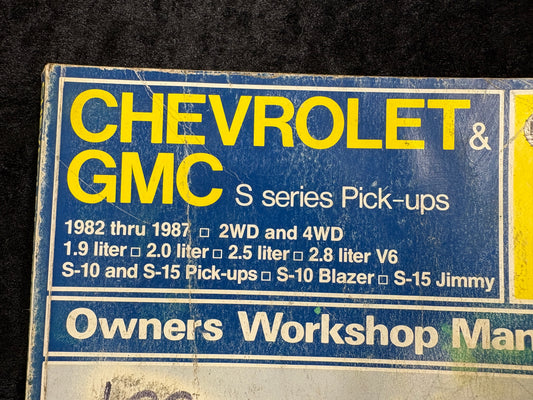 CHEVROLET &
GMC S series Pick-ups
1982 thru 1987 □ 2WD and 4WD
1.9 liter □ 2.0 liter □ 2.5 liter □ 2.8 liter V6
S-10 and S-15 Pick-ups □ S-10 Blazer □ S-15 Jimmy
Owners Workshop Man